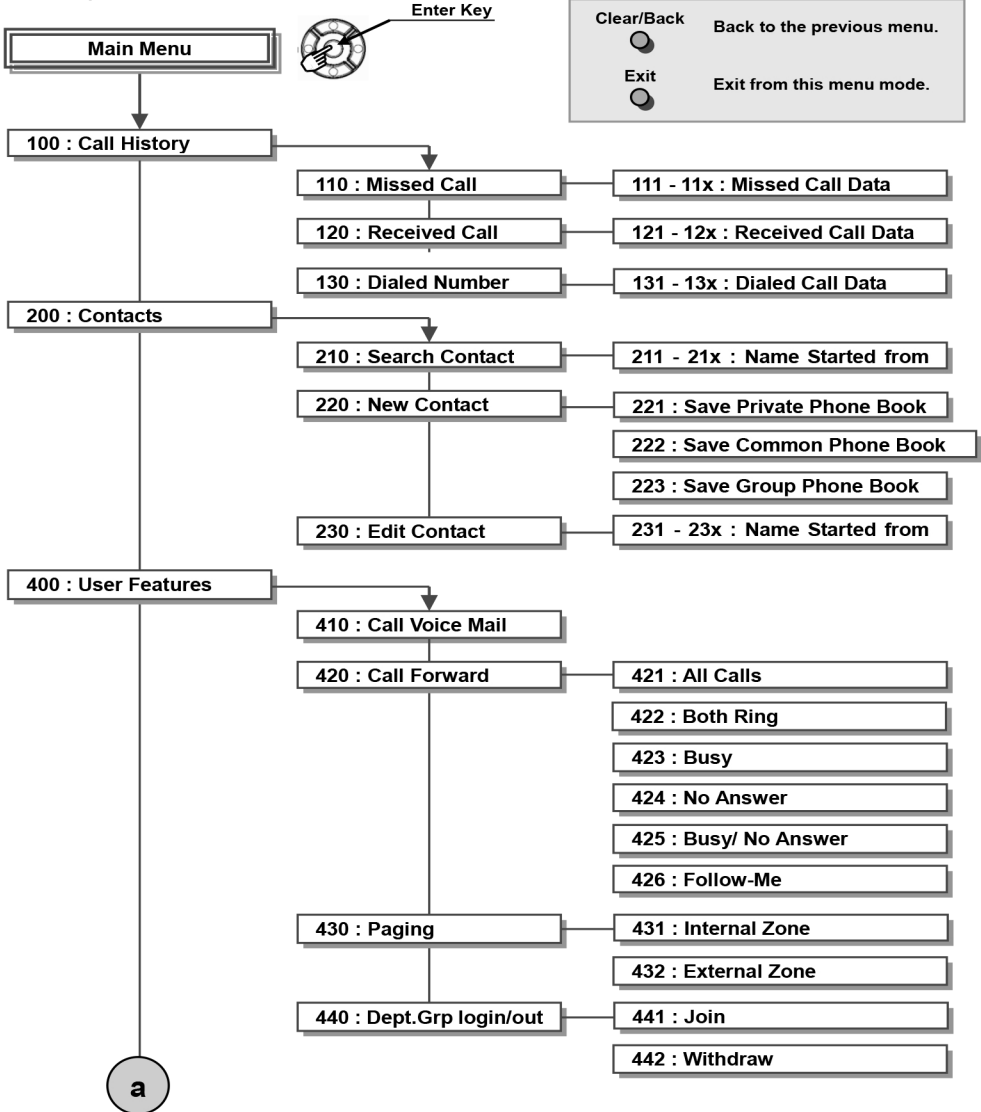 Enter Key
Main Menu
Clear/Back
Back to the previous menu.
Exit
Exit from this menu mode.
100 : Call History
110 : Missed Call
111 - 11x : Missed Call Data
120 : Received Call
121 - 12x : Received Call Data
130 : Dialed Number
131 - 13x : Dialed Call Data
200 : Contacts
210 : Search Contact
211 - 21x : Name Started from
220 : New Contact
221 : Save Private Phone Book
222 : Save Common Phone Book
223 : Save Group Phone Book
230 : Edit Contact
231 - 23x : Name Started from
400 : User Features
410 : Call Voice Mail
420 : Call Forward
421 : All Calls
422 : Both Ring
423 : Busy
424 : No Answer
425 : Busy/ No Answer
426 : Follow-Me
430 : Paging
431 : Internal Zone
432 : External Zone
440 : Dept.Grp login/out
441 : Join
442 : Withdraw
a